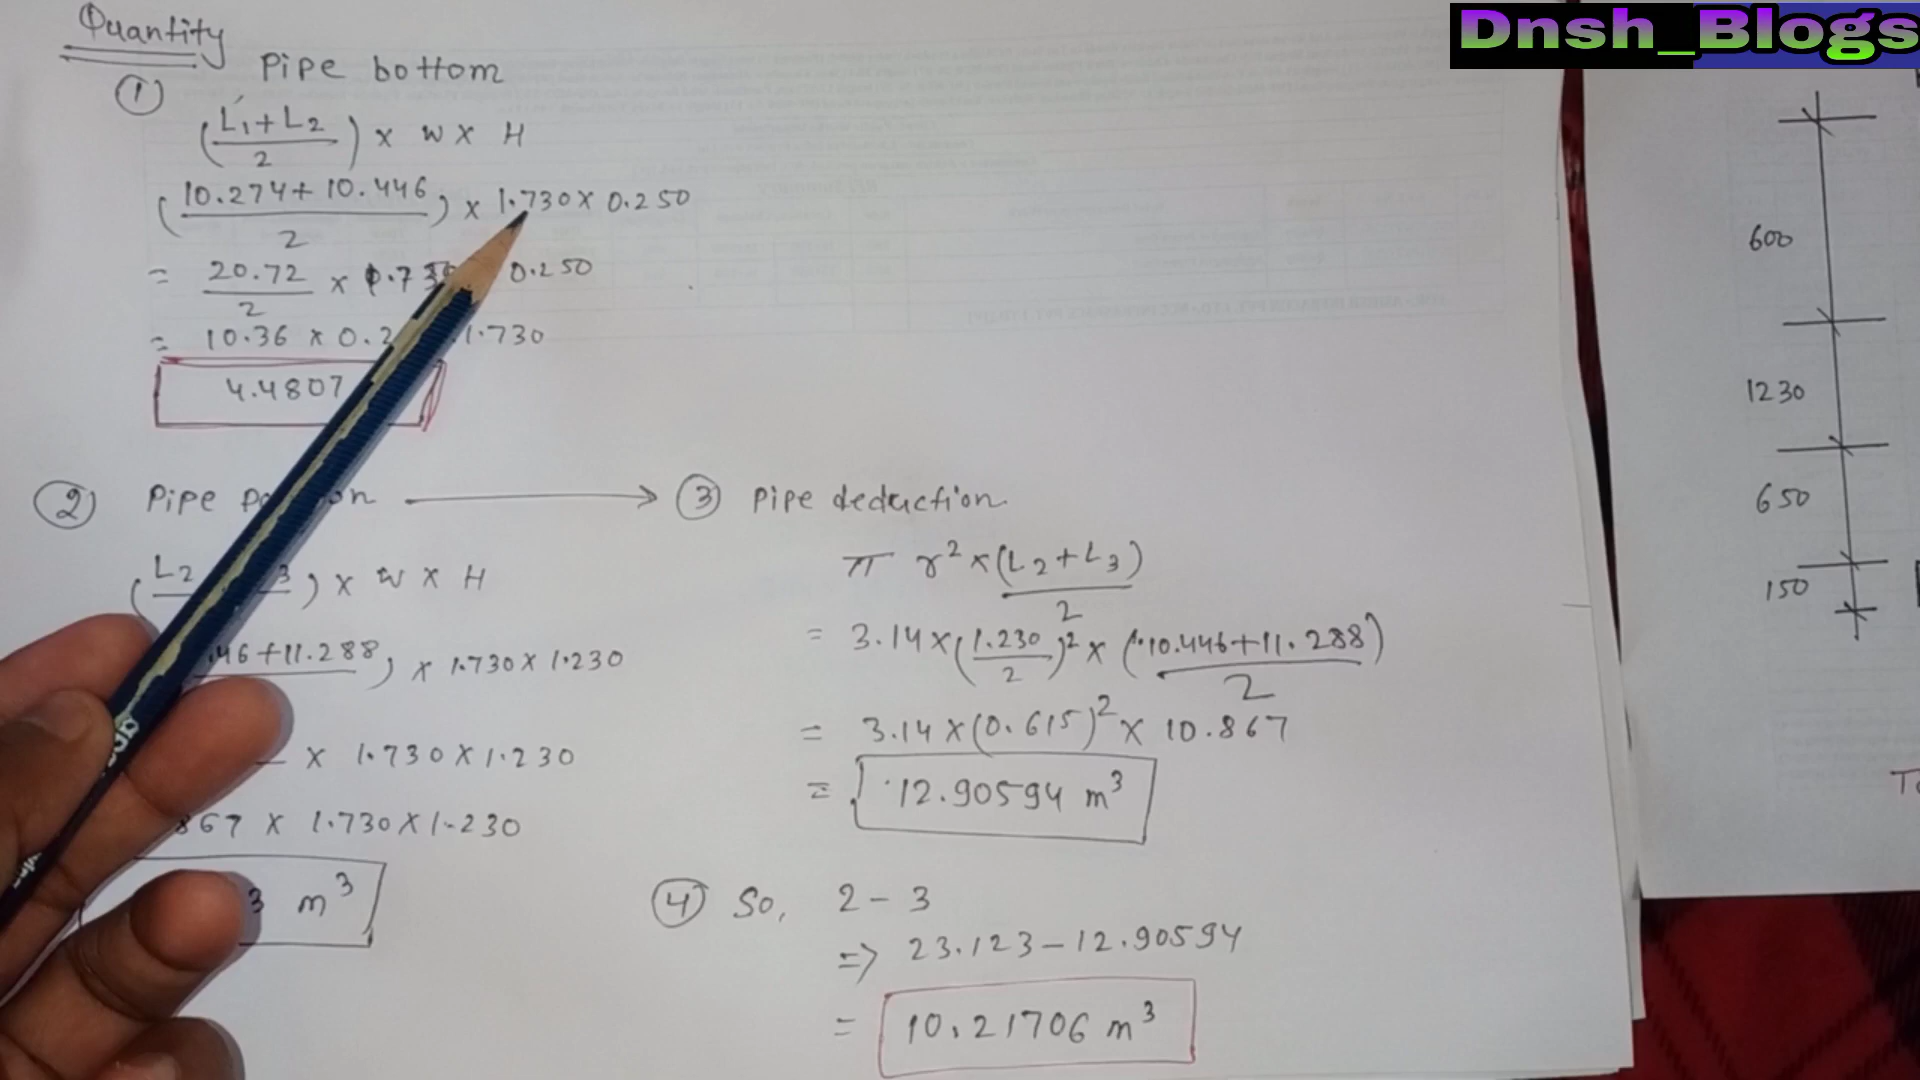 Dnsh_Blogs
Quantity
① Pipe bottom
(L1+L2/2) x w x H
(10.274+10.446/2) x 1.730 x 0.250
= 20.72/2 x 0.250
= 10.36 x 1.730
4.4807
② Pipe
L2 ) x w x H
+11.288) x 1.730 x 1.230
x 1.730 x 1.230
867 x 1.730 x 1.230
3 m³
③ Pipe deduction
π r² x (L2+L3)/2
= 3.14 x (1.230/2)² x (10.446+11.288)/2
= 3.14 x (0.615)² x 10.867
= 12.90594 m³
④ So, 2 - 3
=> 23.123 - 12.90594
= 10.21706 m³
600
1230
650
150